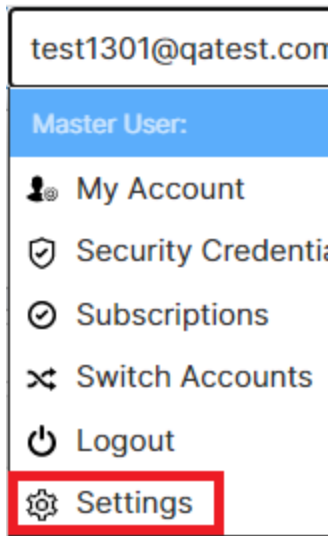 test1301@qatest.com
Master User:
My Account
Security Credentia
Subscriptions
Switch Accounts
Logout
Settings